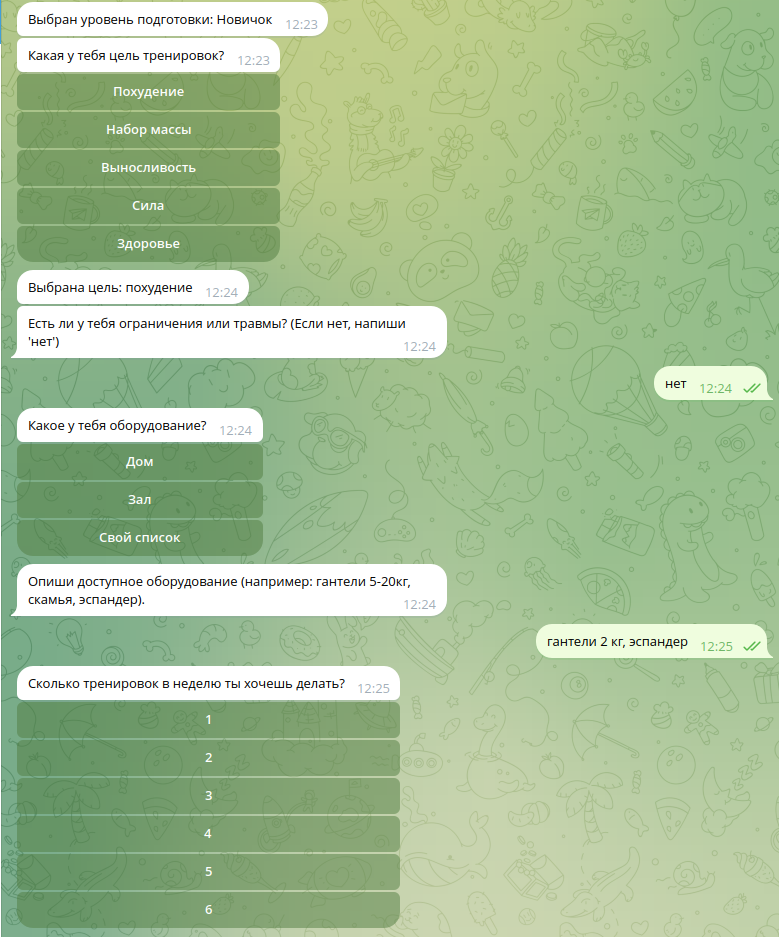 Выбран уровень подготовки: Новичок 12:23
Какая у тебя цель тренировок? 12:23
Похудение
Набор массы
Выносливость
Сила
Здоровье
Выбрана цель: похудение 12:24
Есть ли у тебя ограничения или травмы? (Если нет, напиши
'нет') 12:24
нет 12:24
Какое у тебя оборудование? 12:24
Дом
Зал
Свой список
Опиши доступное оборудование (например: гантели 5-20кг,
скамья, эспандер). 12:24
гантели 2 кг, эспандер 12:25
Сколько тренировок в неделю ты хочешь делать? 12:25
1
2
3
4
5
6